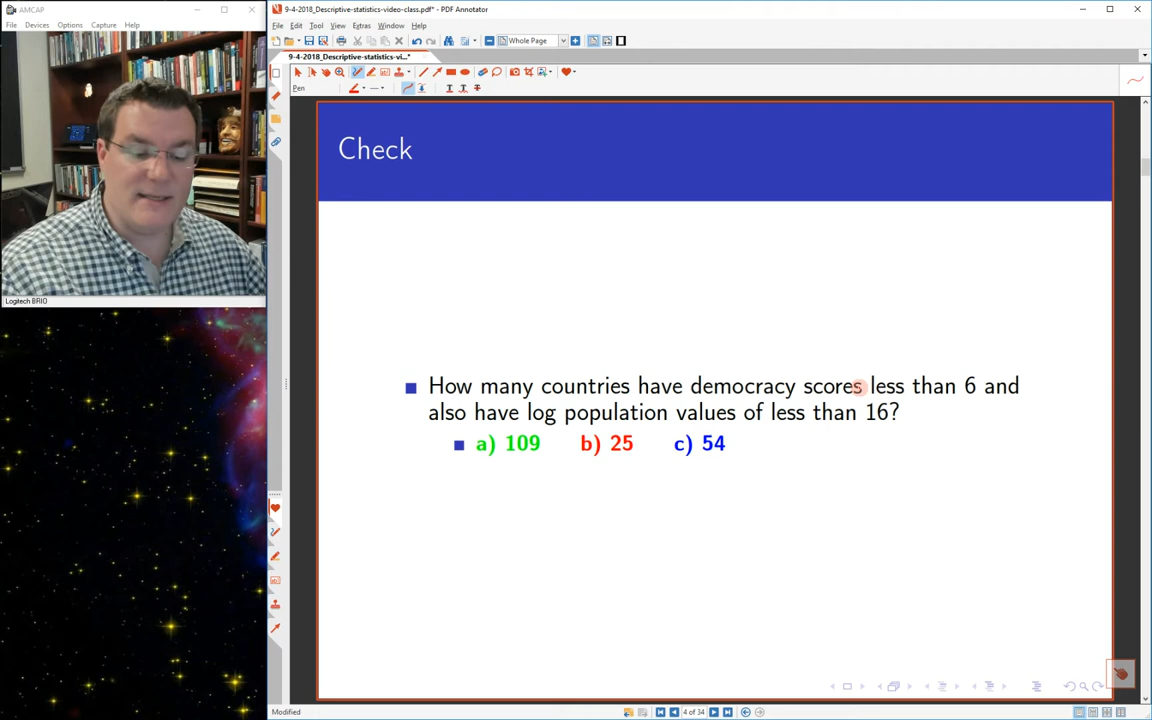 AMCAP
File Devices Options Capture Help
Logitech BRIO
9-4-2018_Descriptive-statistics-video-class.pdf* - PDF Annotator
File Edit Tool View Extras Window Help
Whole Page
9-4-2018_Descriptive-statistics-vi...*
Pen
Check
How many countries have democracy scores less than 6 and
also have log population values of less than 16?
a) 109 b) 25 c) 54
Modified
4 of 34